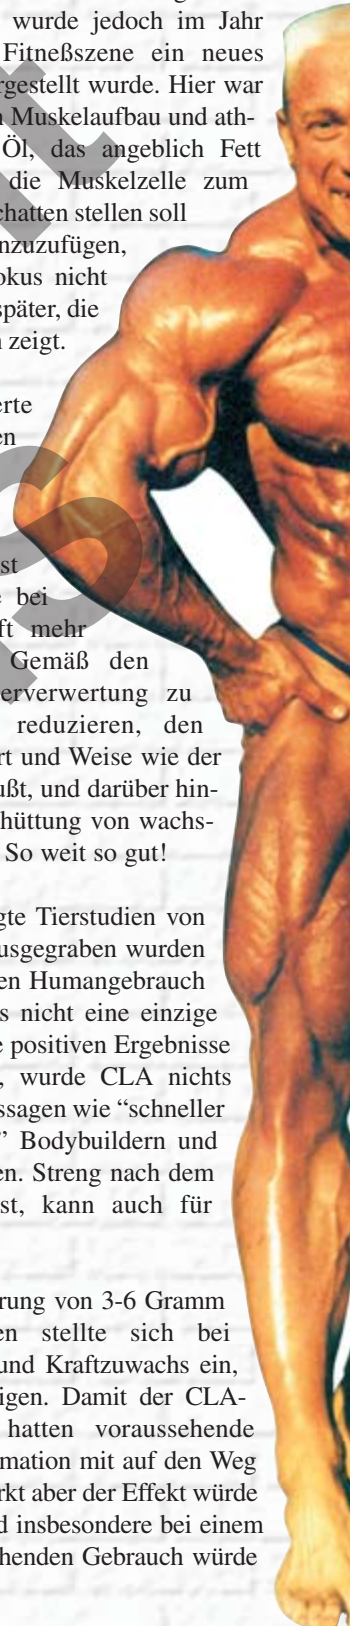 wurde jedoch im Jahr
Fitneßszene ein neues
gestellt wurde. Hier war
Muskelaufbau und ath-
Öl, das angeblich Fett
die Muskelzelle zum
chatten stellen soll
nzuzufügen,
okus nicht
später, die
zeigt.
erte
en
st
bei
ft mehr
Gemäß den
erverwertung zu
reduzieren, den
rt und Weise wie der
ußt, und darüber hin-
hüttung von wachs-
So weit so gut!
gte Tierstudien von
usgegraben wurden
en Humangebrauch
s nicht eine einzige
e positiven Ergebnisse
, wurde CLA nichts
ssagen wie “schneller
” Bodybuildern und
en. Streng nach dem
st, kann auch für
rung von 3-6 Gramm
en stellte sich bei
und Kraftzuwachs ein,
igen. Damit der CLA-
hatten voraussehende
mation mit auf den Weg
rkt aber der Effekt würde
d insbesondere bei einem
henden Gebrauch würde